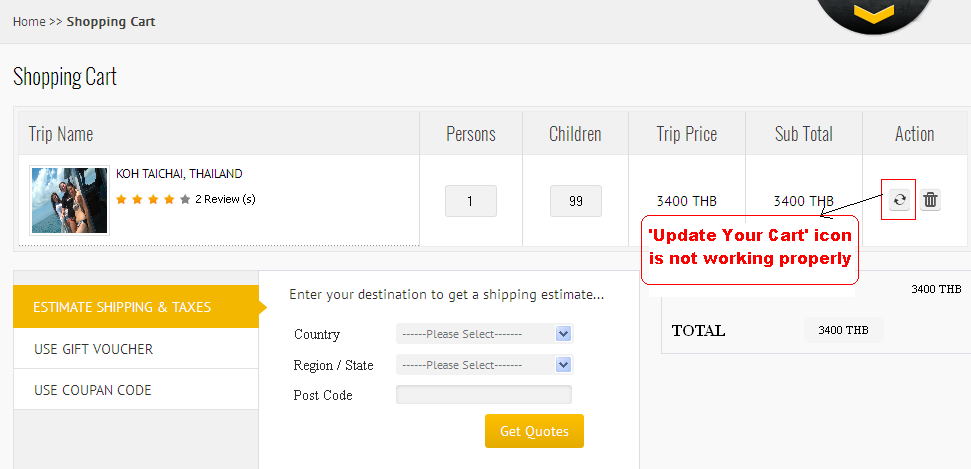 Home >> Shopping Cart
Shopping Cart
Trip Name Persons Children Trip Price Sub Total Action
KOH TAICHAI, THAILAND
2 Review (s)
1 99 3400 THB 3400 THB
'Update Your Cart' icon
is not working properly
3400 THB
TOTAL 3400 THB
ESTIMATE SHIPPING & TAXES
USE GIFT VOUCHER
USE COUPAN CODE
Enter your destination to get a shipping estimate...
Country ------Please Select-------
Region / State ------Please Select-------
Post Code
Get Quotes